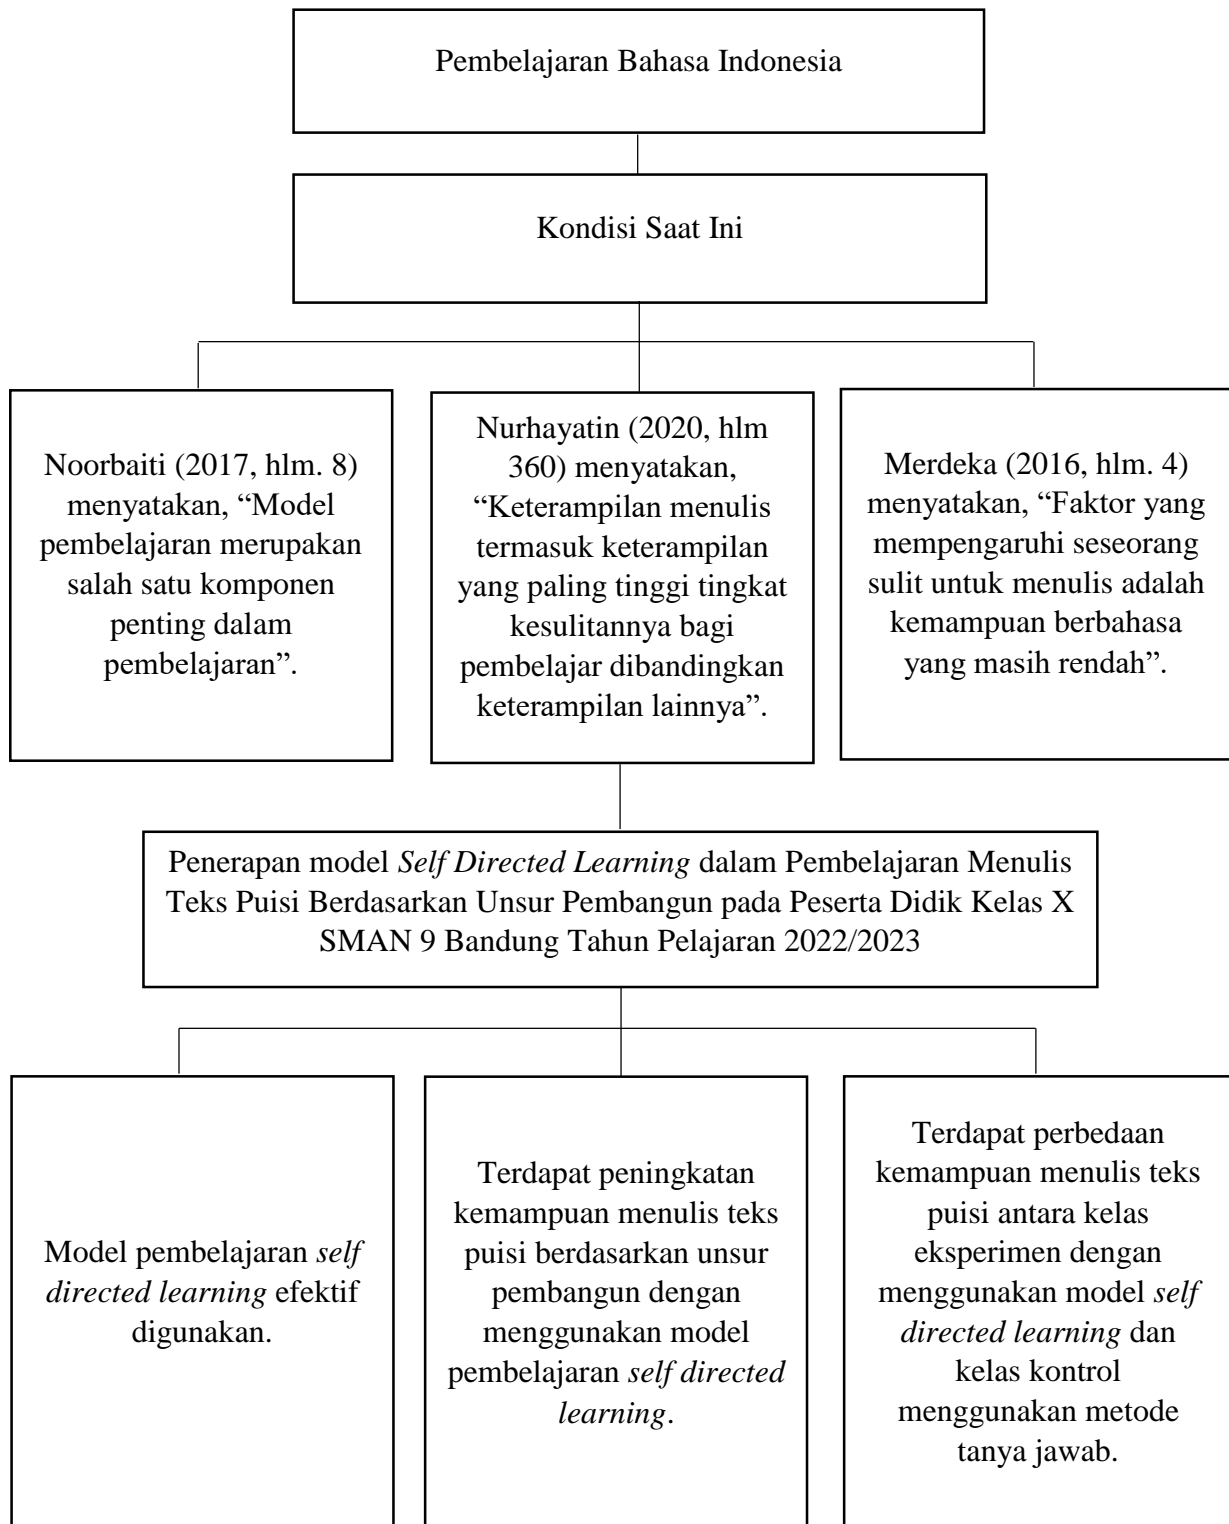 Pembelajaran Bahasa Indonesia
Kondisi Saat Ini
Noorbaiti (2017, hlm. 8)
menyatakan, “Model
pembelajaran merupakan
salah satu komponen
penting dalam
pembelajaran”.
Nurhayatin (2020, hlm
360) menyatakan,
“Keterampilan menulis
termasuk keterampilan
yang paling tinggi tingkat
kesulitannya bagi
pembelajar dibandingkan
keterampilan lainnya”.
Merdeka (2016, hlm. 4)
menyatakan, “Faktor yang
mempengaruhi seseorang
sulit untuk menulis adalah
kemampuan berbahasa
yang masih rendah”.
Penerapan model Self Directed Learning dalam Pembelajaran Menulis
Teks Puisi Berdasarkan Unsur Pembangun pada Peserta Didik Kelas X
SMAN 9 Bandung Tahun Pelajaran 2022/2023
Model pembelajaran self
directed learning efektif
digunakan.
Terdapat peningkatan
kemampuan menulis teks
puisi berdasarkan unsur
pembangun dengan
menggunakan model
pembelajaran self directed
learning.
Terdapat perbedaan
kemampuan menulis teks
puisi antara kelas
eksperimen dengan
menggunakan model self
directed learning dan
kelas kontrol
menggunakan metode
tanya jawab.